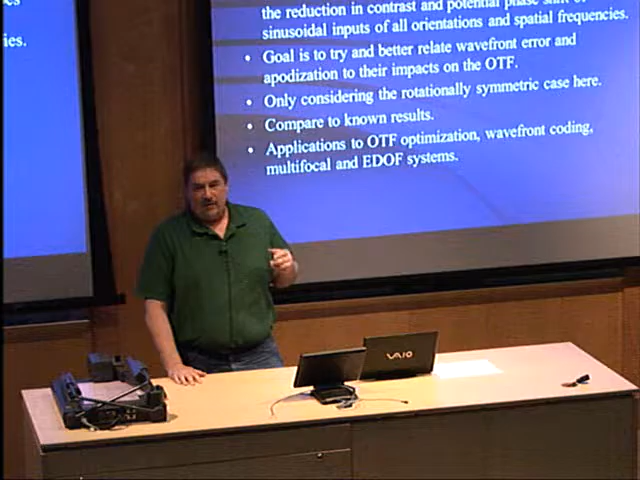 ies.
the reduction in contrast and potential phase shift of
sinusoidal inputs of all orientations and spatial frequencies.
• Goal is to try and better relate wavefront error and
apodization to their impacts on the OTF.
• Only considering the rotationally symmetric case here.
• Compare to known results.
• Applications to OTF optimization, wavefront coding,
multifocal and EDOF systems.
VAIO